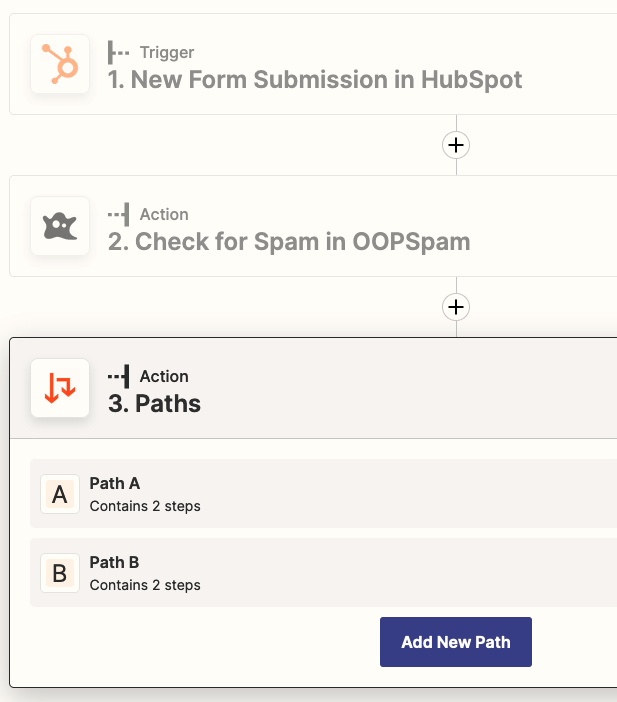 Trigger
1. New Form Submission in HubSpot
Action
2. Check for Spam in OOPSpam
Action
3. Paths
A
Path A
Contains 2 steps
B
Path B
Contains 2 steps
Add New Path